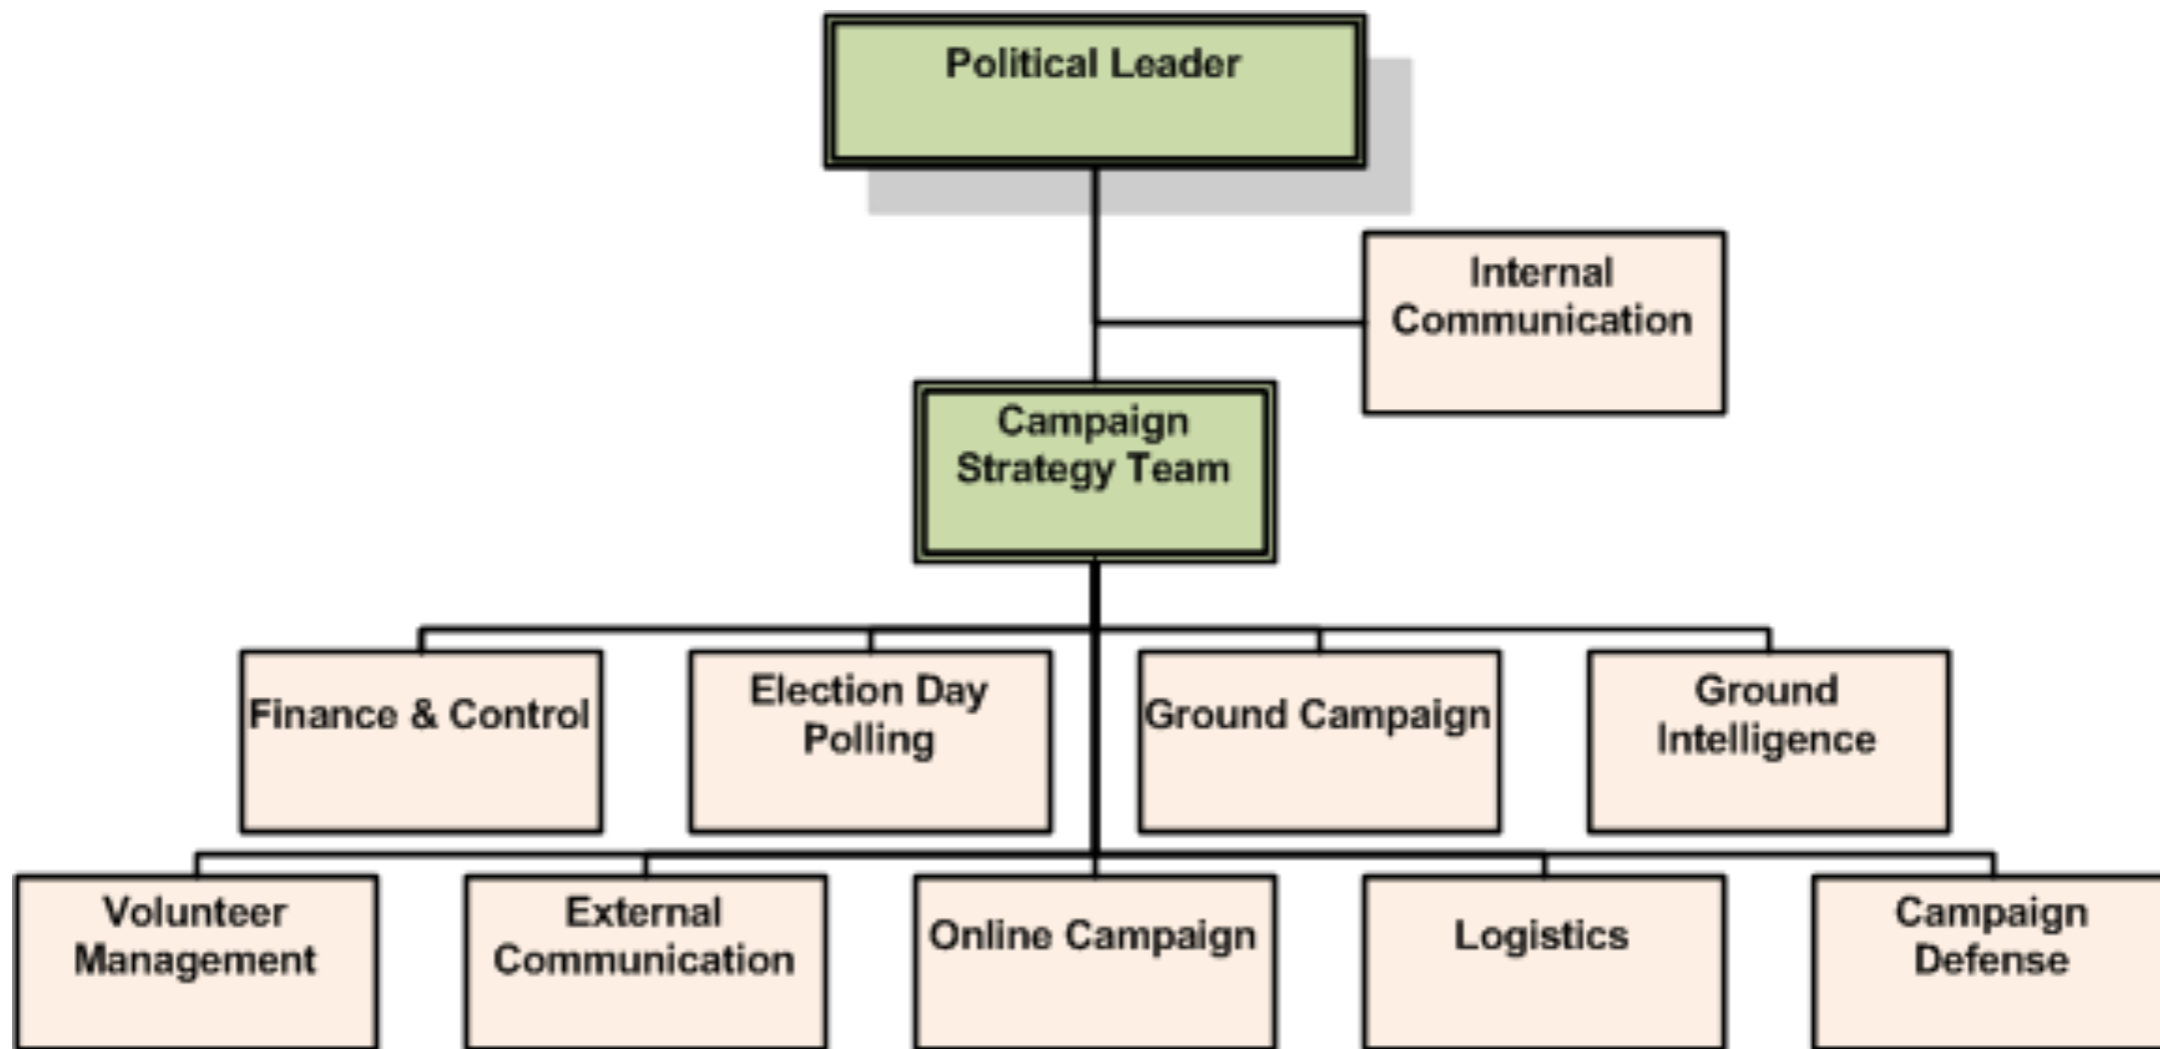 Political Leader
Internal
Communication
Campaign
Strategy Team
Finance & Control
Election Day
Polling
Ground Campaign
Ground
Intelligence
Volunteer
Management
External
Communication
Online Campaign
Logistics
Campaign
Defense